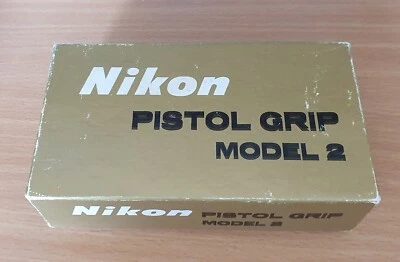 Nikon
PISTOL GRIP
MODEL 2
Nikon PISTOL GRIP
MODEL 2